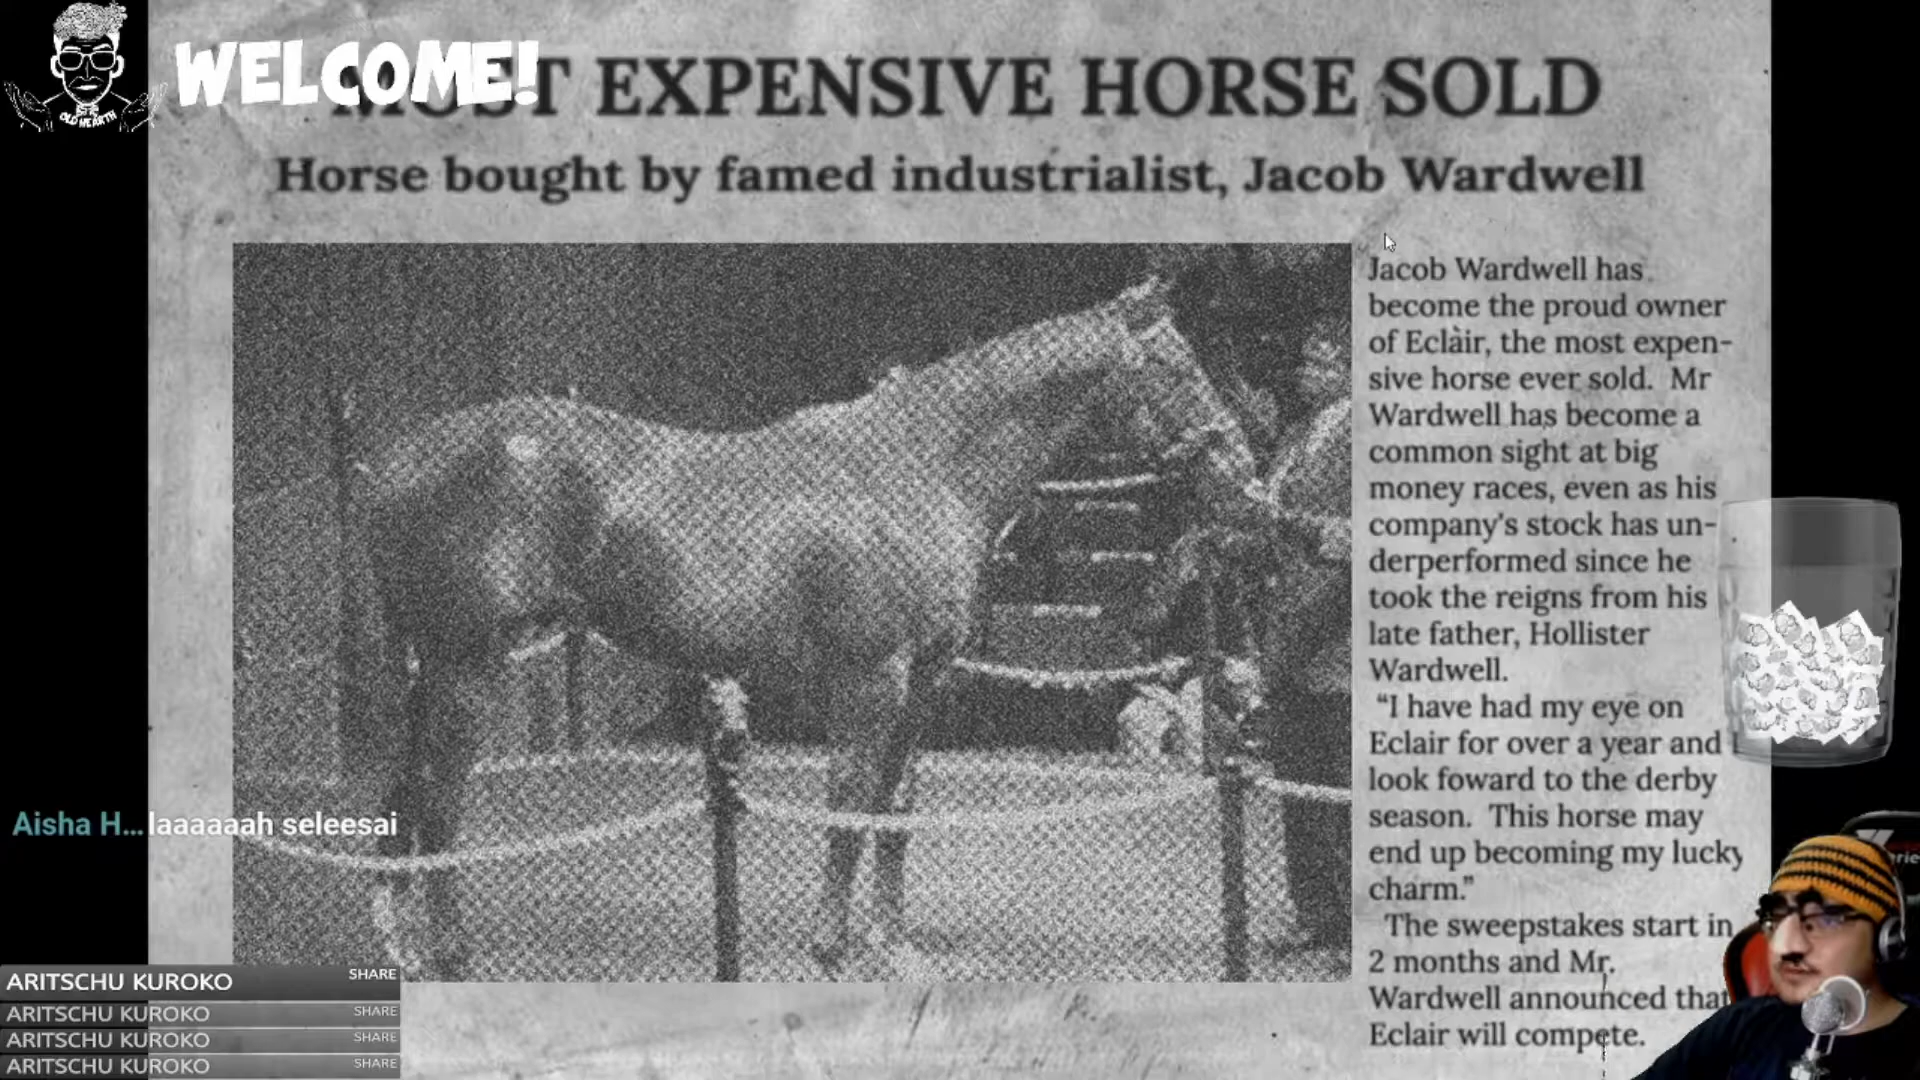 OLD HEARTH
WELCOME!
MOST EXPENSIVE HORSE SOLD
Horse bought by famed industrialist, Jacob Wardwell
Jacob Wardwell has
become the proud owner
of Eclair, the most expen-
sive horse ever sold. Mr
Wardwell has become a
common sight at big
money races, even as his
company's stock has un-
derperformed since he
took the reigns from his
late father, Hollister
Wardwell.
“I have had my eye on
Eclair for over a year and I
look foward to the derby
season. This horse may
end up becoming my lucky
charm.”
The sweepstakes start in
2 months and Mr.
Wardwell announced that
Eclair will compete.
Aisha H... laaaaaah seleesai
ARITSCHU KUROKO SHARE
ARITSCHU KUROKO SHARE
ARITSCHU KUROKO SHARE
ARITSCHU KUROKO SHARE